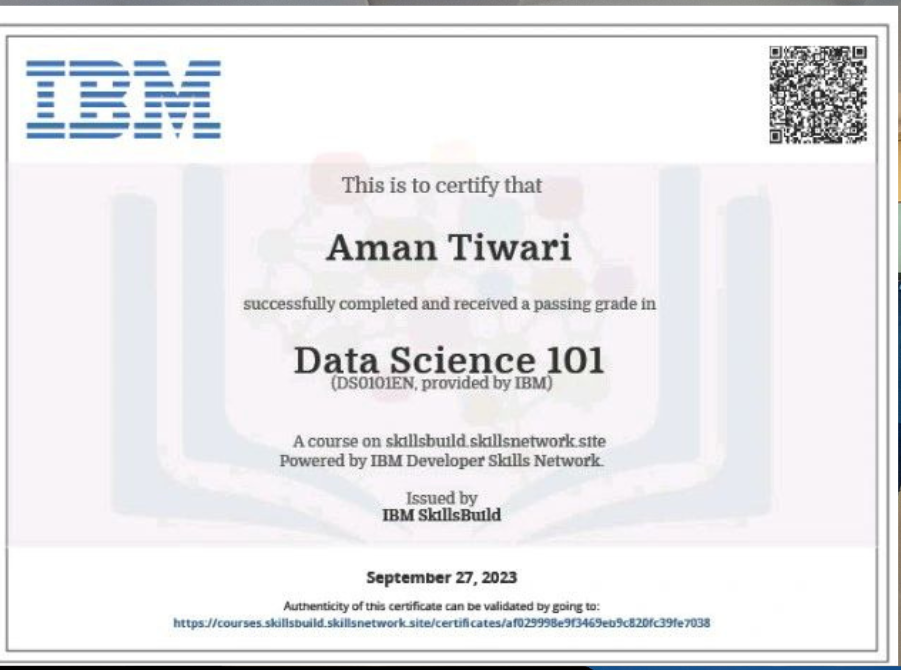 IBM
This is to certify that
Aman Tiwari
successfully completed and received a passing grade in
Data Science 101
(DS0101EN, provided by IBM)
A course on skillsbuild.skillsnetwork.site
Powered by IBM Developer Skills Network.
Issued by
IBM SkillsBuild
September 27, 2023
Authenticity of this certificate can be validated by going to:
https://courses.skillsbuild.skillsnetwork.site/certificates/af029998e9f3469eb9c820fc39fe7038